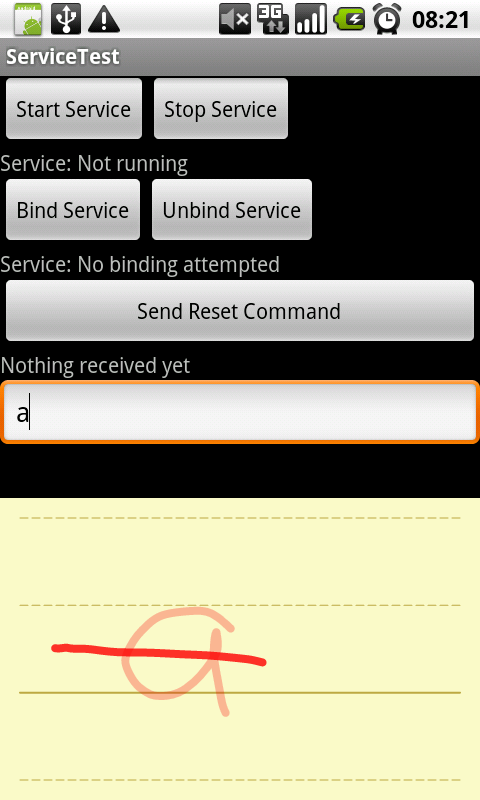 3G 08:21
ServiceTest
Start Service Stop Service
Service: Not running
Bind Service Unbind Service
Service: No binding attempted
Send Reset Command
Nothing received yet
a
a